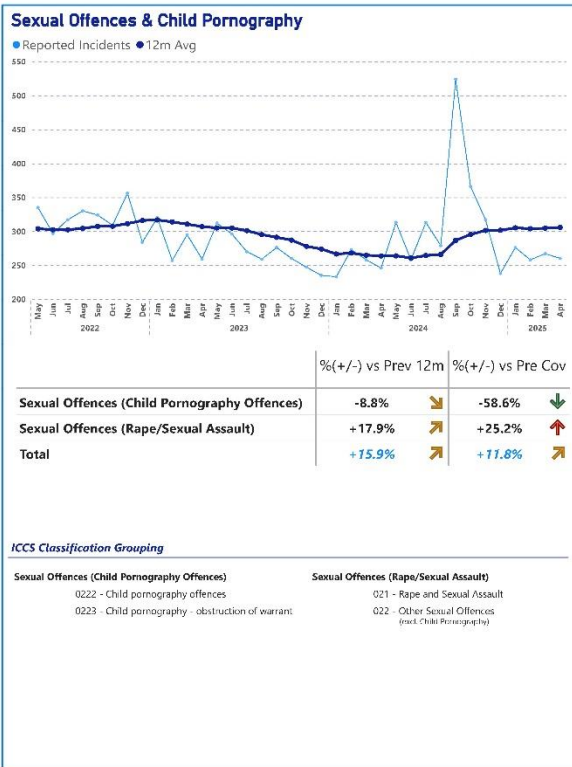 Sexual Offences & Child Pornography
Reported Incidents 12m Avg
550
500
450
400
350
300
250
200
May Jun Jul Aug Sep Oct Nov Dec Jan Feb Mar Apr May Jun Jul Aug Sep Oct Nov Dec Jan Feb Mar Apr May Jun Jul Aug Sep Oct Nov Dec Jan Feb Mar Apr
2022 2023 2024 2025
%(+/-) vs Prev 12m %(+/-) vs Pre Cov
Sexual Offences (Child Pornography Offences) -8.8% -58.6%
Sexual Offences (Rape/Sexual Assault) +17.9% +25.2%
Total +15.9% +11.8%
ICCS Classification Grouping
Sexual Offences (Child Pornography Offences) Sexual Offences (Rape/Sexual Assault)
0222 - Child pornography offences 021 - Rape and Sexual Assault
0223 - Child pornography - obstruction of warrant 022 - Other Sexual Offences
(excl. Child Pornography)